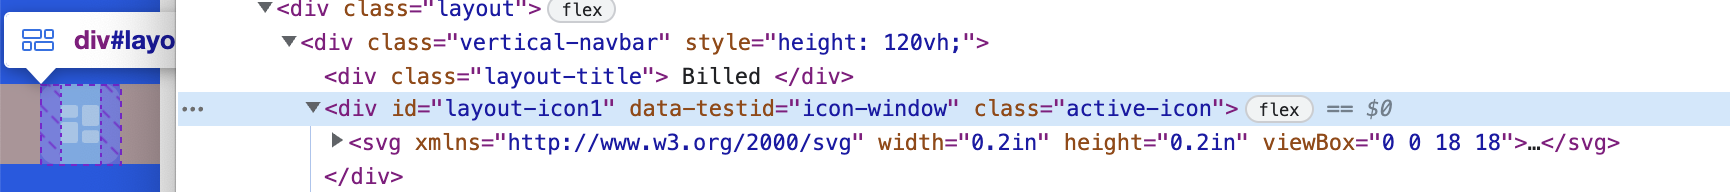 <div class="layout"> flex
<div class="vertical-navbar" style="height: 120vh;">
div#layo
<div class="layout-title"> Billed </div>
<div id="layout-icon1" data-testid="icon-window" class="active-icon"> flex == $0
<svg xmlns="http://www.w3.org/2000/svg" width="0.2in" height="0.2in" viewBox="0 0 18 18">…</svg>
</div>